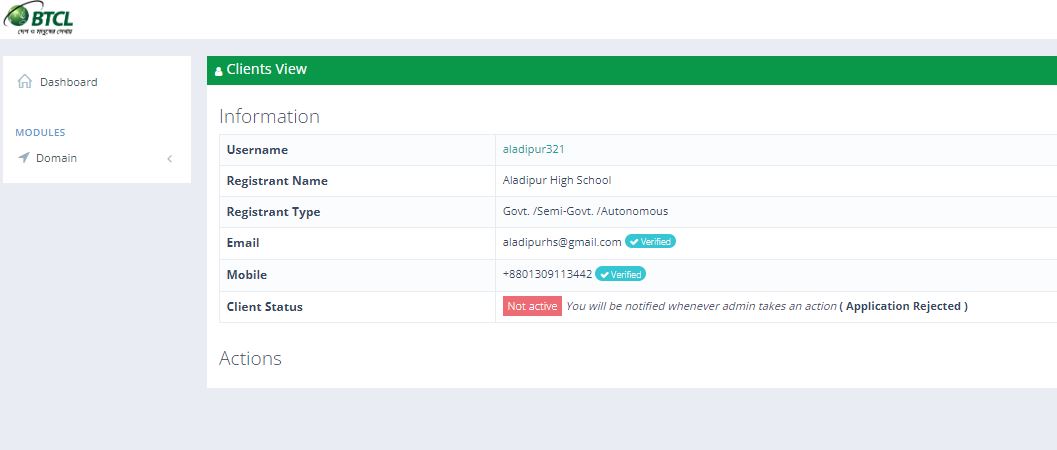 BTCL
দেশ ও মানুষের সেবায়
Clients View
Dashboard
MODULES
Domain
Information
Username aladipur321
Registrant Name Aladipur High School
Registrant Type Govt. /Semi-Govt. /Autonomous
Email aladipurhs@gmail.com Verified
Mobile +8801309113442 Verified
Client Status Not active You will be notified whenever admin takes an action ( Application Rejected )
Actions